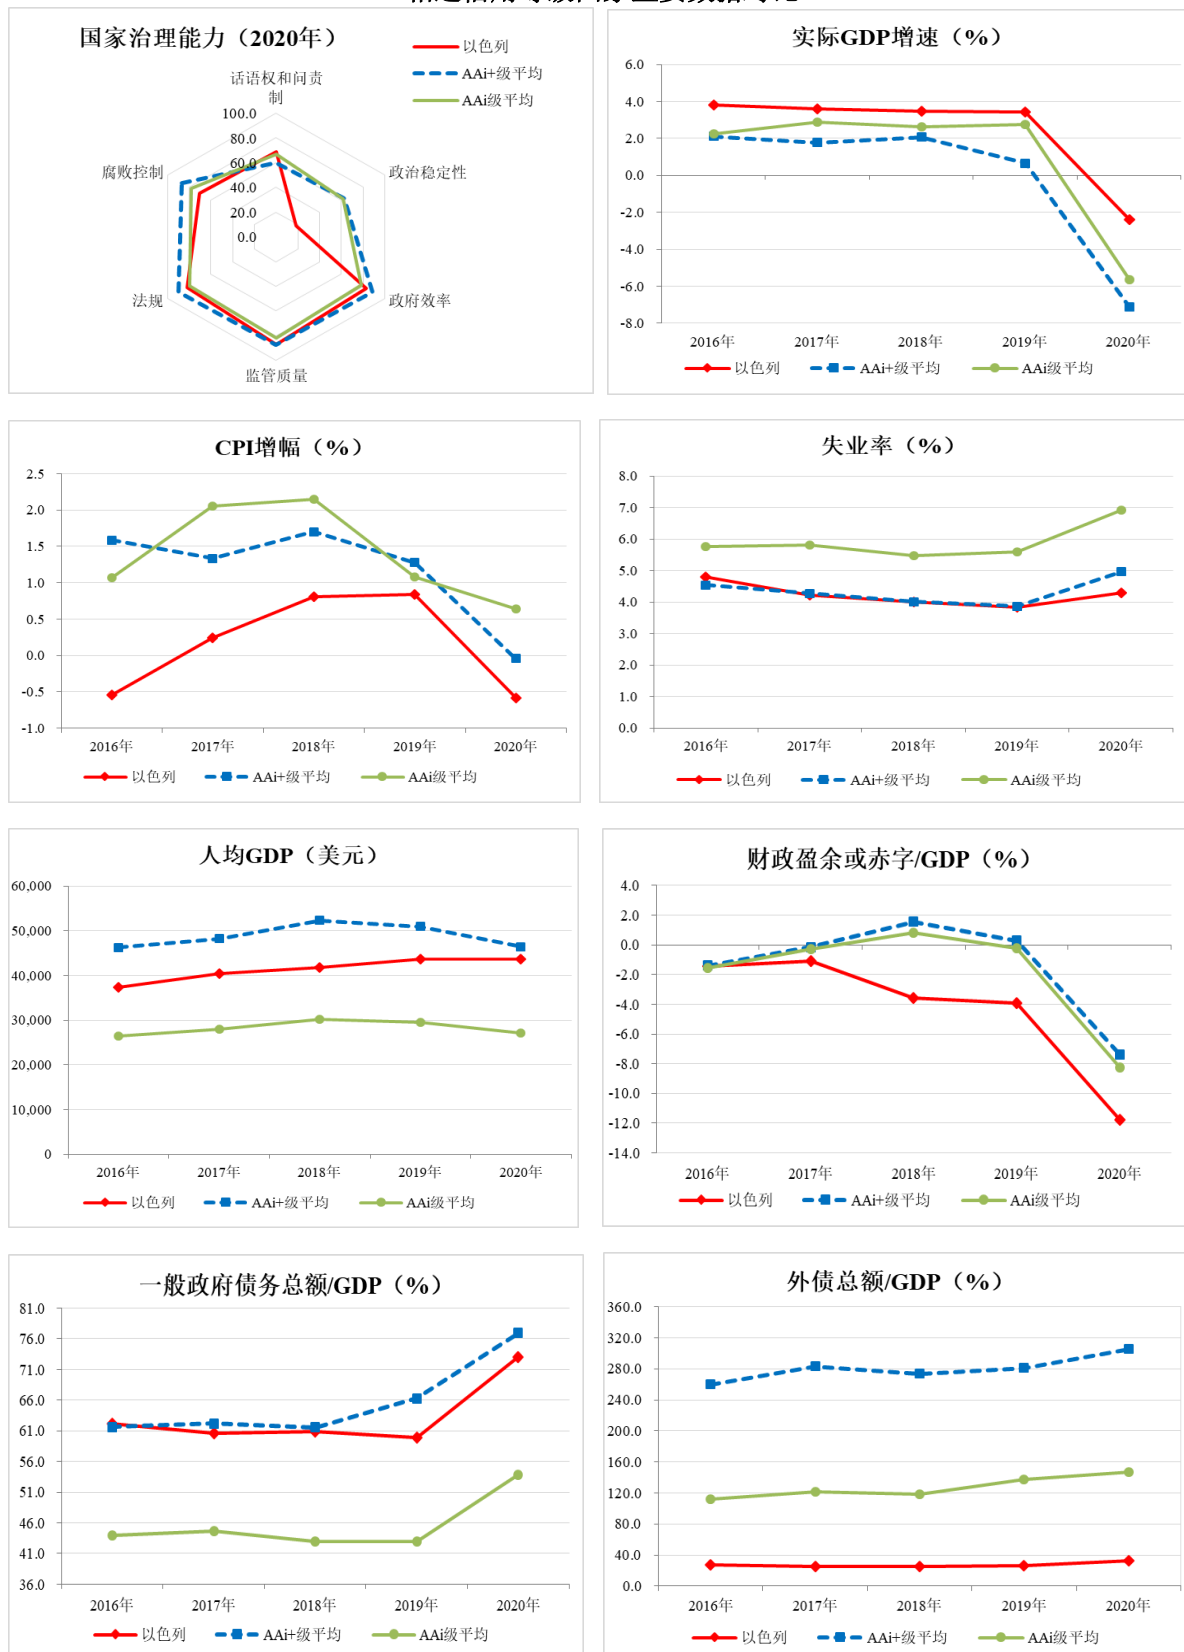 国家治理能力（2020年）
以色列
AAi+级平均
AAi级平均
话语权和问责
制
100.0
80.0
60.0
40.0
20.0
0.0
腐败控制
政治稳定性
法规
政府效率
监管质量
实际GDP增速（%）
6.0
4.0
2.0
0.0
-2.0
-4.0
-6.0
-8.0
2016年 2017年 2018年 2019年 2020年
以色列 AAi+级平均 AAi级平均
CPI增幅（%）
2.5
2.0
1.5
1.0
0.5
0.0
-0.5
-1.0
2016年 2017年 2018年 2019年 2020年
以色列 AAi+级平均 AAi级平均
失业率（%）
8.0
7.0
6.0
5.0
4.0
3.0
2.0
1.0
0.0
2016年 2017年 2018年 2019年 2020年
以色列 AAi+级平均 AAi级平均
人均GDP（美元）
60,000
50,000
40,000
30,000
20,000
10,000
0
2016年 2017年 2018年 2019年 2020年
以色列 AAi+级平均 AAi级平均
财政盈余或赤字/GDP（%）
4.0
2.0
0.0
-2.0
-4.0
-6.0
-8.0
-10.0
-12.0
-14.0
2016年 2017年 2018年 2019年 2020年
以色列 AAi+级平均 AAi级平均
一般政府债务总额/GDP（%）
81.0
76.0
71.0
66.0
61.0
56.0
51.0
46.0
41.0
36.0
2016年 2017年 2018年 2019年 2020年
以色列 AAi+级平均 AAi级平均
外债总额/GDP（%）
360.0
320.0
280.0
240.0
200.0
160.0
120.0
80.0
40.0
0.0
2016年 2017年 2018年 2019年 2020年
以色列 AAi+级平均 AAi级平均